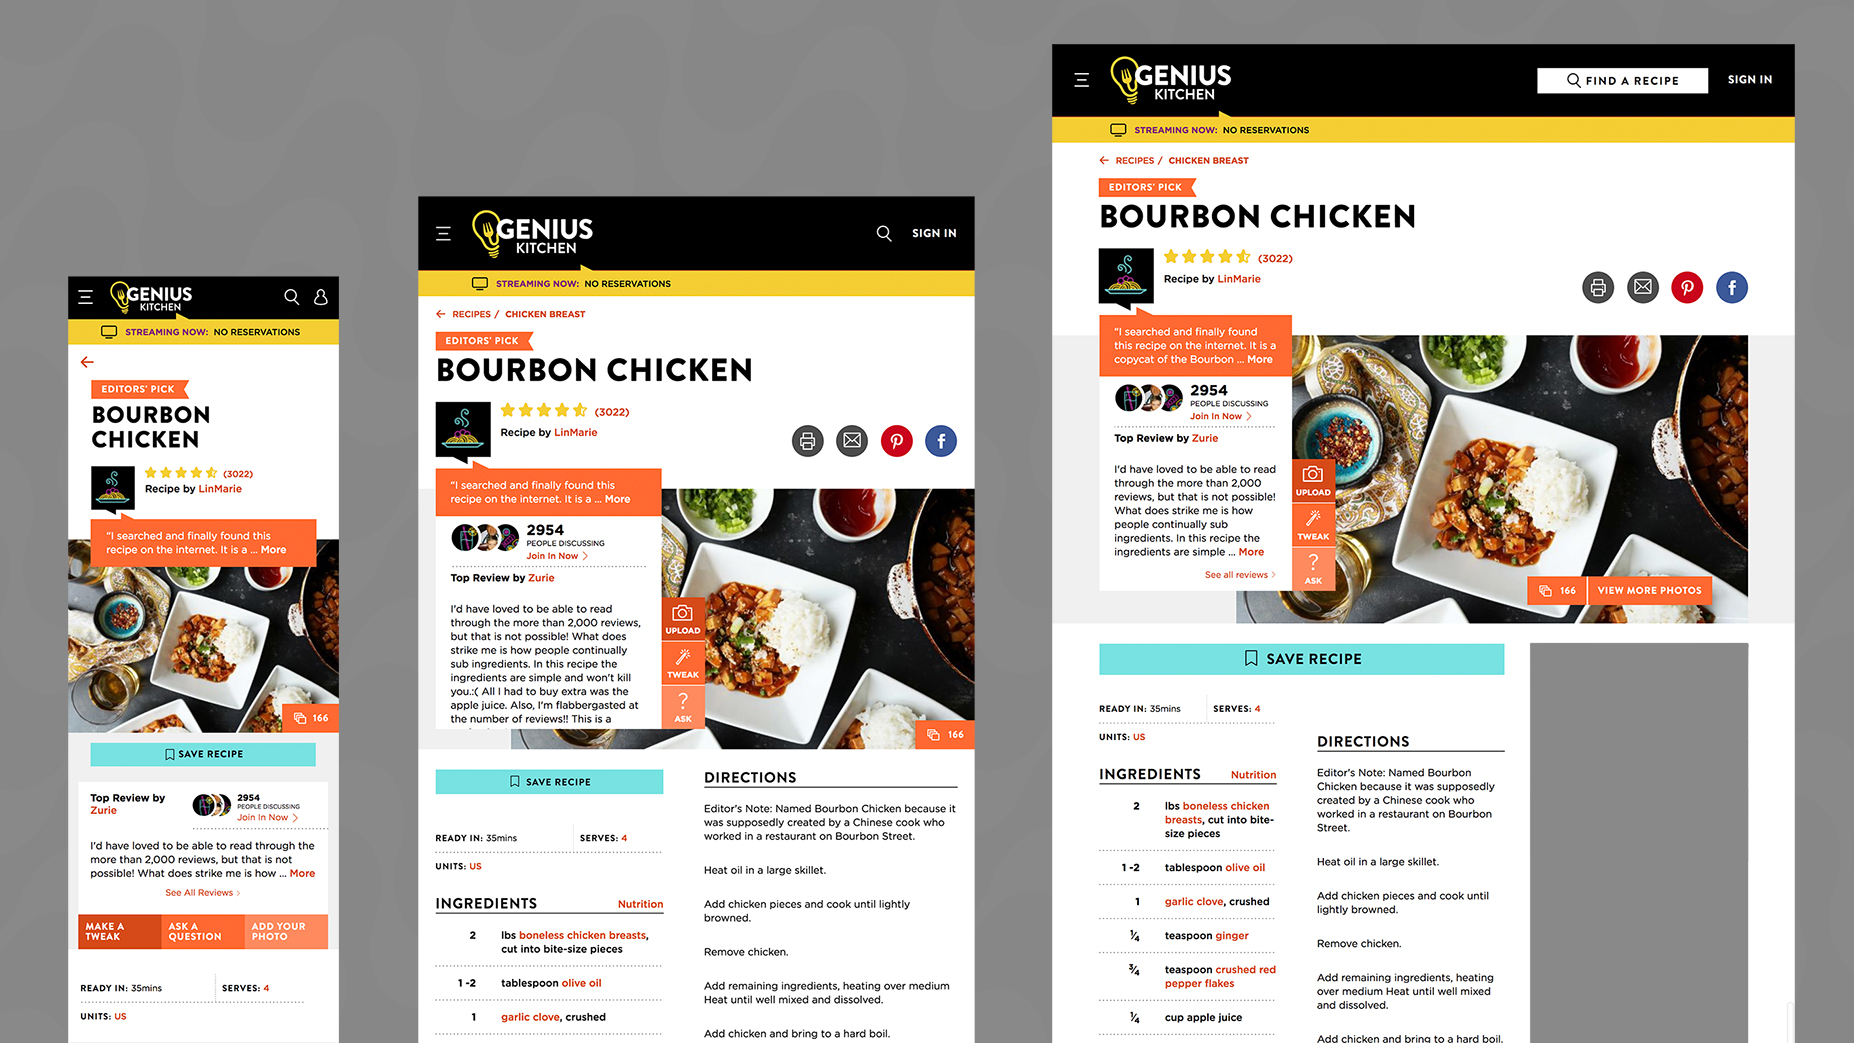 GENIUS
KITCHEN
STREAMING NOW: NO RESERVATIONS
EDITORS' PICK
BOURBON
CHICKEN
(3022)
Recipe by LinMarie
"I searched and finally found this
recipe on the internet. It is a ... More
166
SAVE RECIPE
Top Review by
Zurie
2954
PEOPLE DISCUSSING
Join In Now
I'd have loved to be able to read through the
more than 2,000 reviews, but that is not
possible! What does strike me is how ... More
See All Reviews
MAKE A
TWEAK
ASK A
QUESTION
ADD YOUR
PHOTO
READY IN: 35mins
SERVES: 4
UNITS: US
GENIUS
KITCHEN
SIGN IN
STREAMING NOW: NO RESERVATIONS
RECIPES / CHICKEN BREAST
EDITORS' PICK
BOURBON CHICKEN
(3022)
Recipe by LinMarie
"I searched and finally found this
recipe on the internet. It is a ... More
2954
PEOPLE DISCUSSING
Join In Now
Top Review by Zurie
I'd have loved to be able to read
through the more than 2,000 reviews,
but that is not possible! What does
strike me is how people continually
sub ingredients. In this recipe the
ingredients are simple and won't kill
you.:( All I had to buy extra was the
apple juice. Also, I'm flabbergasted at
the number of reviews!! This is a
UPLOAD
TWEAK
?
ASK
166
SAVE RECIPE
READY IN: 35mins
SERVES: 4
UNITS: US
INGREDIENTS
Nutrition
2 lbs boneless chicken breasts,
cut into bite-size pieces
1 -2 tablespoon olive oil
1 garlic clove, crushed
DIRECTIONS
Editor's Note: Named Bourbon Chicken because it
was supposedly created by a Chinese cook who
worked in a restaurant on Bourbon Street.
Heat oil in a large skillet.
Add chicken pieces and cook until lightly
browned.
Remove chicken.
Add remaining ingredients, heating over medium
Heat until well mixed and dissolved.
Add chicken and bring to a hard boil.
GENIUS
KITCHEN
FIND A RECIPE
SIGN IN
STREAMING NOW: NO RESERVATIONS
RECIPES / CHICKEN BREAST
EDITORS' PICK
BOURBON CHICKEN
(3022)
Recipe by LinMarie
"I searched and finally found
this recipe on the internet. It is a
copycat of the Bourbon ... More
2954
PEOPLE DISCUSSING
Join In Now
Top Review by Zurie
I'd have loved to be able to read
through the more than 2,000
reviews, but that is not possible!
What does strike me is how
people continually sub
ingredients. In this recipe the
ingredients are simple ... More
See all reviews
UPLOAD
TWEAK
?
ASK
166
VIEW MORE PHOTOS
SAVE RECIPE
READY IN: 35mins
SERVES: 4
UNITS: US
INGREDIENTS
Nutrition
2 lbs boneless chicken
breasts, cut into bite-
size pieces
1 -2 tablespoon olive oil
1 garlic clove, crushed
1⁄4 teaspoon ginger
3⁄4 teaspoon crushed red
pepper flakes
1⁄4 cup apple juice
DIRECTIONS
Editor's Note: Named Bourbon
Chicken because it was supposedly
created by a Chinese cook who
worked in a restaurant on Bourbon
Street.
Heat oil in a large skillet.
Add chicken pieces and cook until
lightly browned.
Remove chicken.
Add remaining ingredients, heating
over medium Heat until well mixed
and dissolved.
Add chicken and bring to a hard boil.